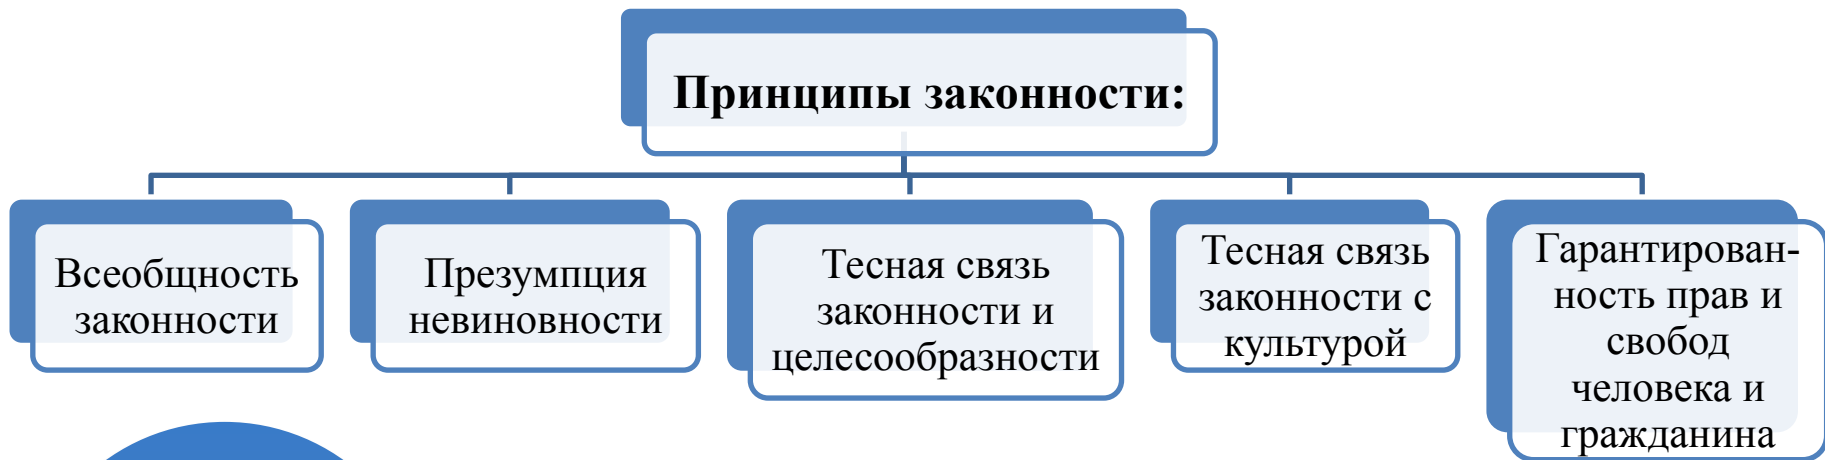 Принципы законности:
Всеобщность
законности
Презумпция
невиновности
Тесная связь
законности и
целесообразности
Тесная связь
законности с
культурой
Гарантирован-
ность прав и
свобод
человека и
гражданина